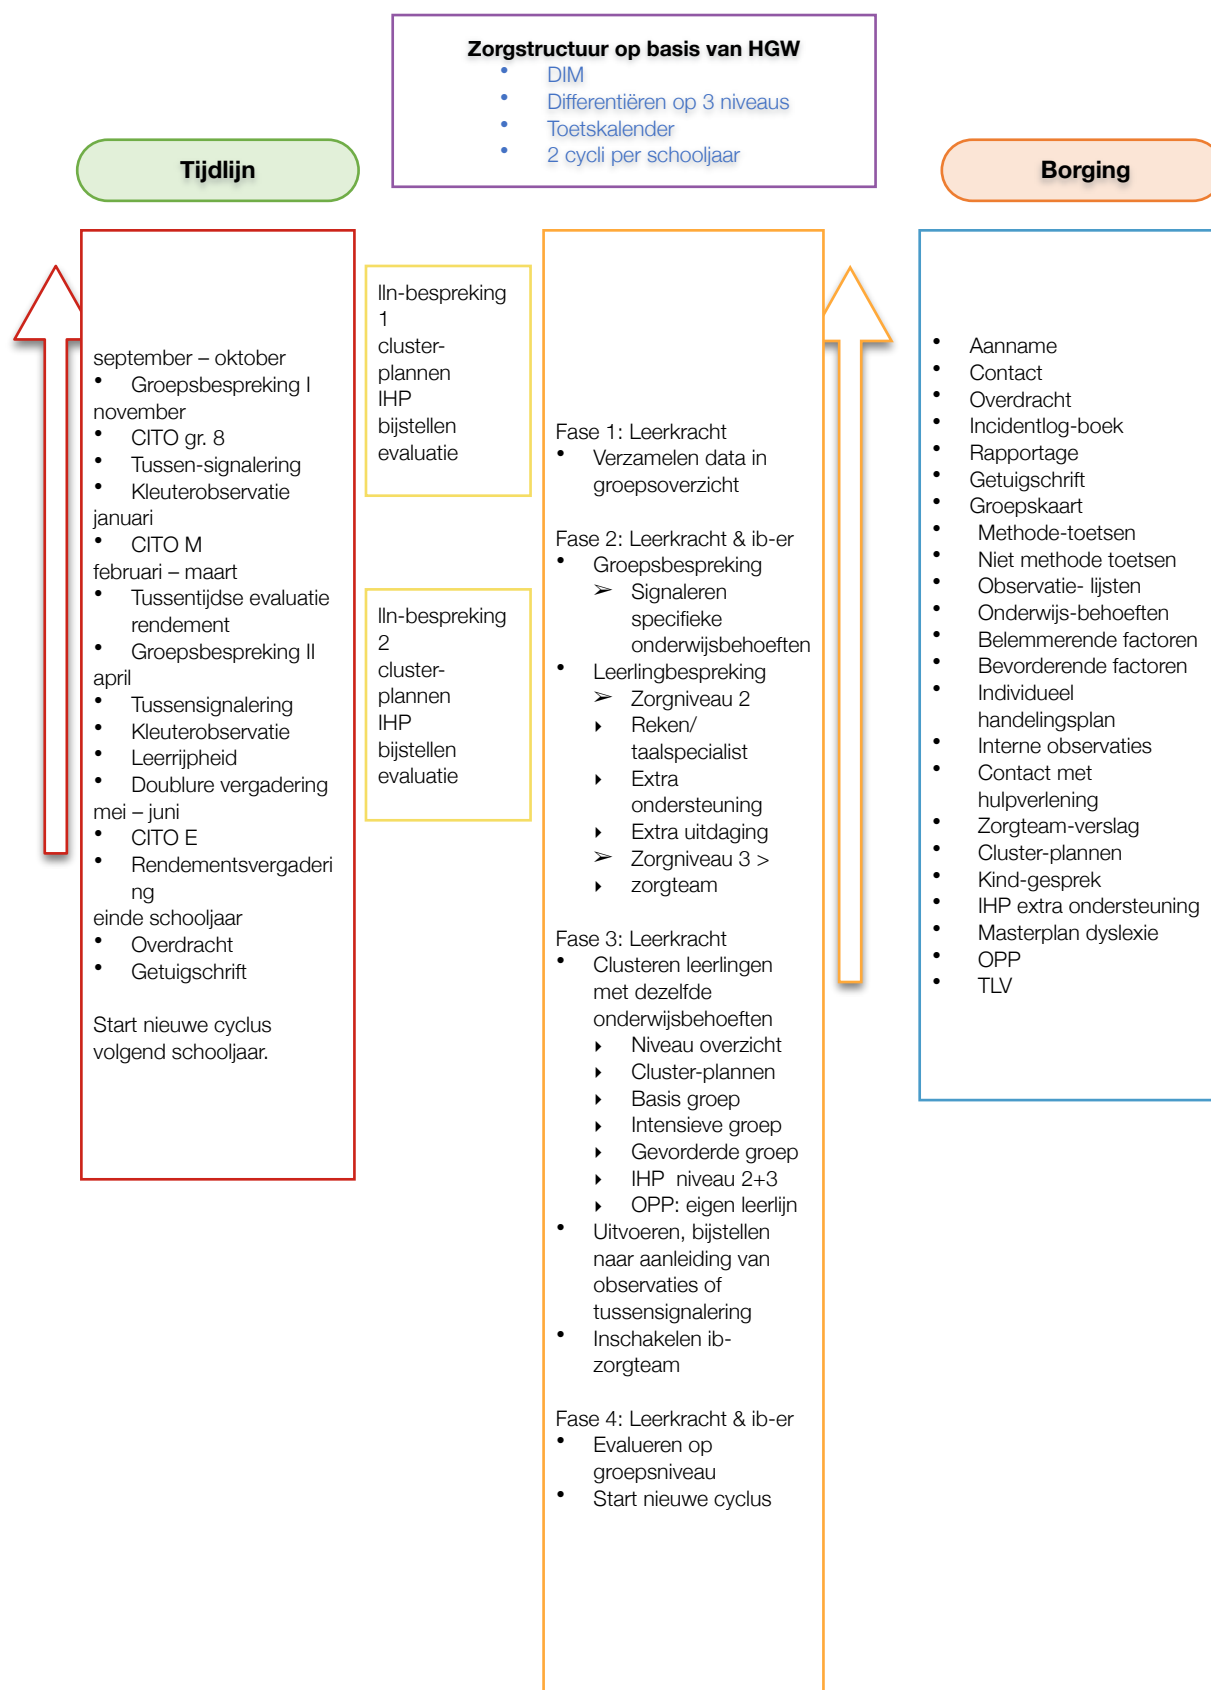 Zorgstructuur op basis van HGW
• DIM
• Differentiëren op 3 niveaus
• Toetskalender
• 2 cycli per schooljaar
Tijdlijn
Borging
september – oktober
• Groepsbespreking I
november
• CITO gr. 8
• Tussen-signalering
• Kleuterobservatie
januari
• CITO M
februari – maart
• Tussentijdse evaluatie
rendement
• Groepsbespreking II
april
• Tussensignalering
• Kleuterobservatie
• Leerrijpheid
• Doublure vergadering
mei – juni
• CITO E
• Rendementsvergaderi
ng
einde schooljaar
• Overdracht
• Getuigschrift
Start nieuwe cyclus
volgend schooljaar.
lln-bespreking
1
cluster-
plannen
IHP
bijstellen
evaluatie
lln-bespreking
2
cluster-
plannen
IHP
bijstellen
evaluatie
Fase 1: Leerkracht
• Verzamelen data in
groepsoverzicht
Fase 2: Leerkracht & ib-er
• Groepsbespreking
➢ Signaleren
specifieke
onderwijsbehoeften
• Leerlingbespreking
➢ Zorgniveau 2
‣ Reken/
taalspecialist
‣ Extra
ondersteuning
‣ Extra uitdaging
➢ Zorgniveau 3 >
‣ zorgteam
Fase 3: Leerkracht
• Clusteren leerlingen
met dezelfde
onderwijsbehoeften
‣ Niveau overzicht
‣ Cluster-plannen
‣ Basis groep
‣ Intensieve groep
‣ Gevorderde groep
‣ IHP niveau 2+3
‣ OPP: eigen leerlijn
• Uitvoeren, bijstellen
naar aanleiding van
observaties of
tussensignalering
• Inschakelen ib-
zorgteam
Fase 4: Leerkracht & ib-er
• Evalueren op
groepsniveau
• Start nieuwe cyclus
• Aanname
• Contact
• Overdracht
• Incidentlog-boek
• Rapportage
• Getuigschrift
• Groepskaart
• Methode-toetsen
• Niet methode toetsen
• Observatie- lijsten
• Onderwijs-behoeften
• Belemmerende factoren
• Bevorderende factoren
• Individueel
handelingsplan
• Interne observaties
• Contact met
hulpverlening
• Zorgteam-verslag
• Cluster-plannen
• Kind-gesprek
• IHP extra ondersteuning
• Masterplan dyslexie
• OPP
• TLV